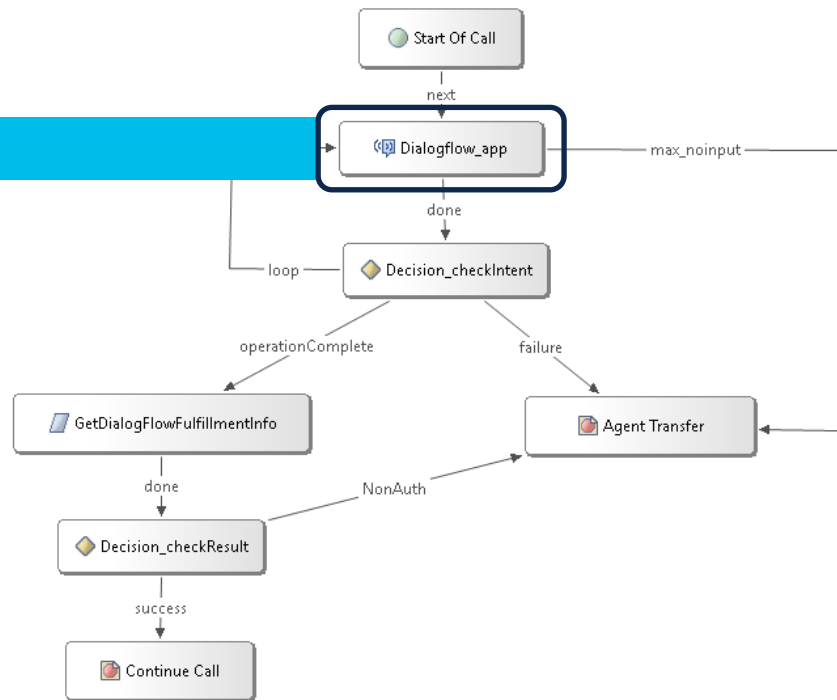 Start Of Call
next
Dialogflow_app
max_noinput
done
loop
Decision_checkIntent
operationComplete
failure
GetDialogFlowFulfillmentInfo
Agent Transfer
done
NonAuth
Decision_checkResult
success
Continue Call